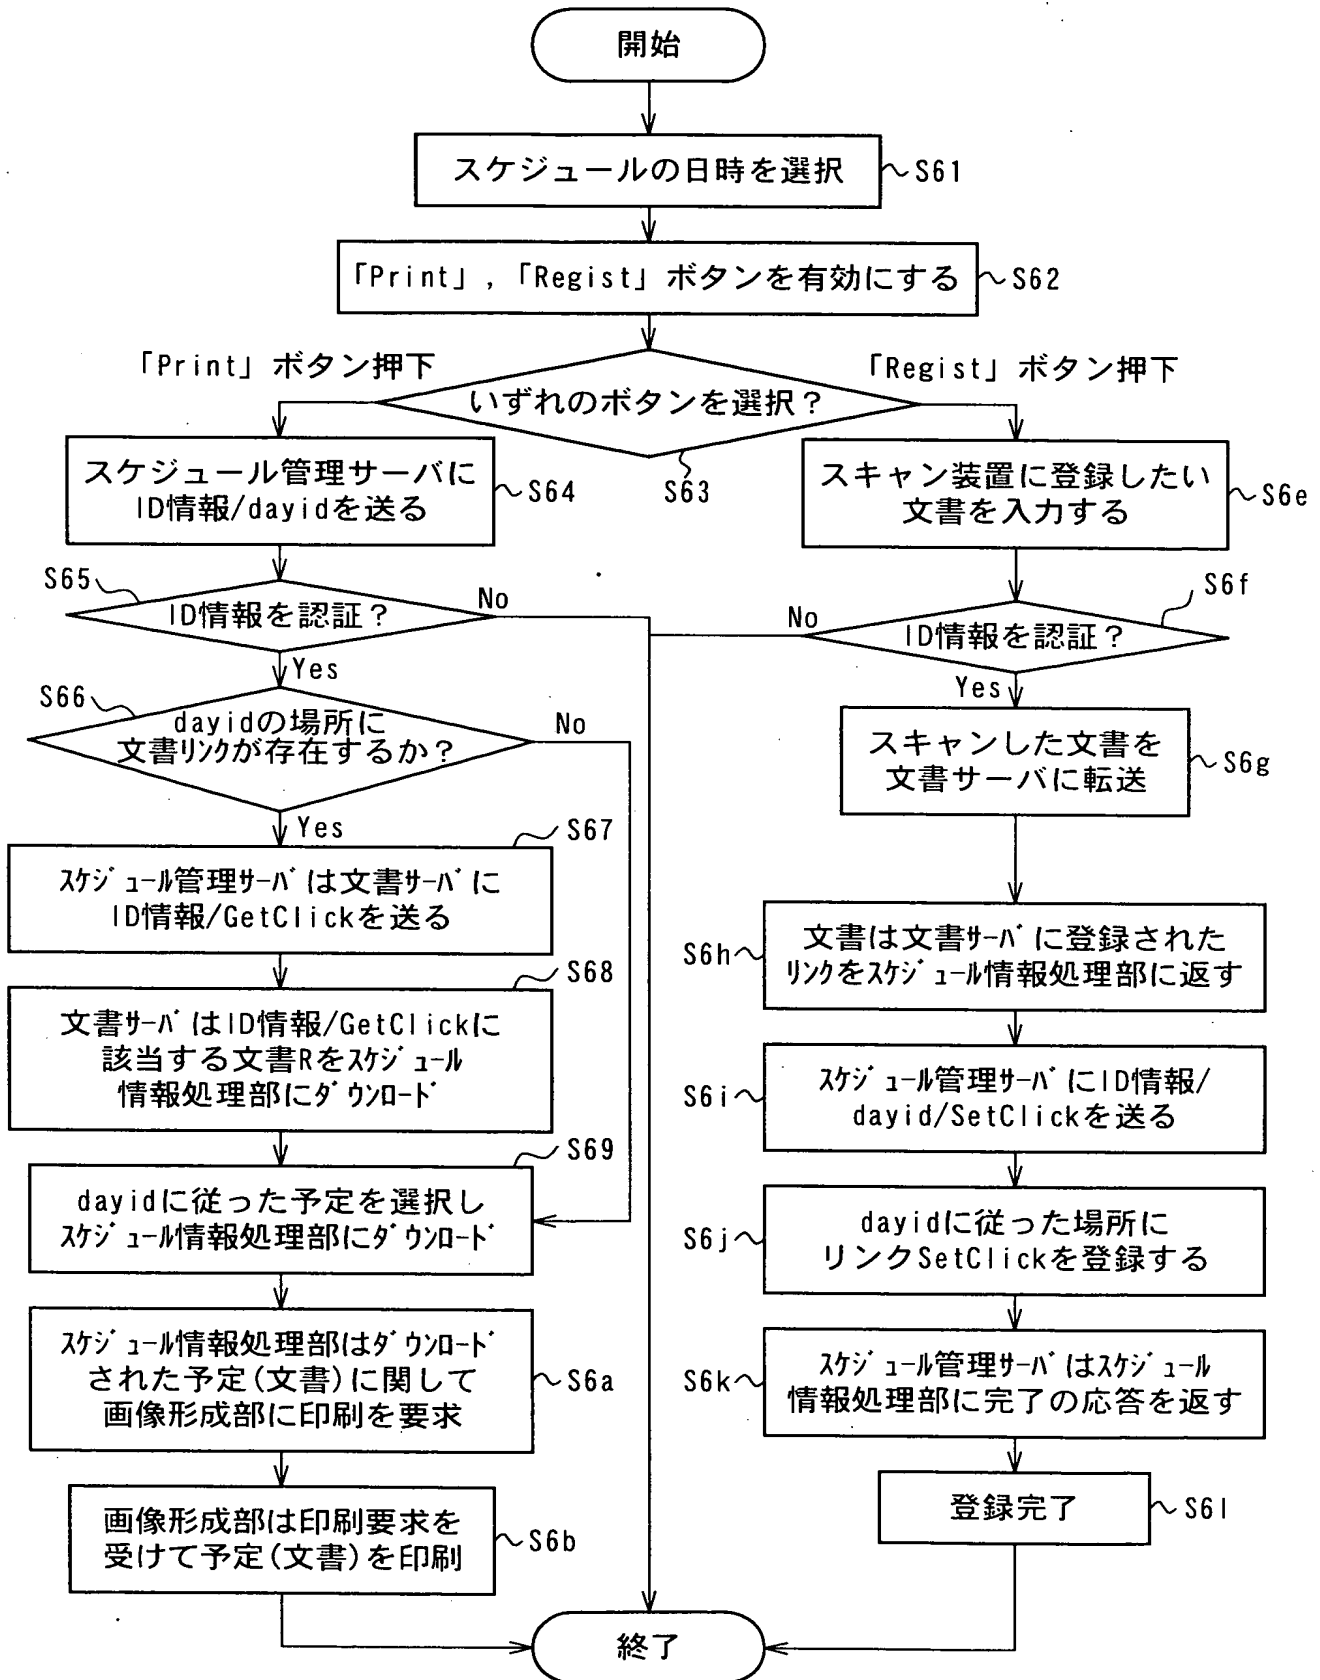 開始
スケジュールの日時を選択
S61
「Print」,「Regist」ボタンを有効にする
S62
「Print」ボタン押下
「Regist」ボタン押下
いずれのボタンを選択?
S63
スケジュール管理サーバに
ID情報/dayidを送る
S64
S65
ID情報を認証?
No
Yes
S66
dayidの場所に
文書リンクが存在するか?
No
Yes
S67
スケジュール管理サーバは文書サーバに
ID情報/GetClickを送る
S68
文書サーバはID情報/GetClickに
該当する文書Rをスケジュール
情報処理部にダウンロード
S69
dayidに従った予定を選択し
スケジュール情報処理部にダウンロード
スケジュール情報処理部はダウンロード
された予定(文書)に関して
画像形成部に印刷を要求
S6a
画像形成部は印刷要求を
受けて予定(文書)を印刷
S6b
スキャン装置に登録したい
文書を入力する
S6e
S6f
No
ID情報を認証?
Yes
スキャンした文書を
文書サーバに転送
S6g
S6h
文書は文書サーバに登録された
リンクをスケジュール情報処理部に返す
S6i
スケジュール管理サーバにID情報/
dayid/SetClickを送る
S6j
dayidに従った場所に
リンクSetClickを登録する
S6k
スケジュール管理サーバはスケジュール
情報処理部に完了の応答を返す
登録完了
S6l
終了